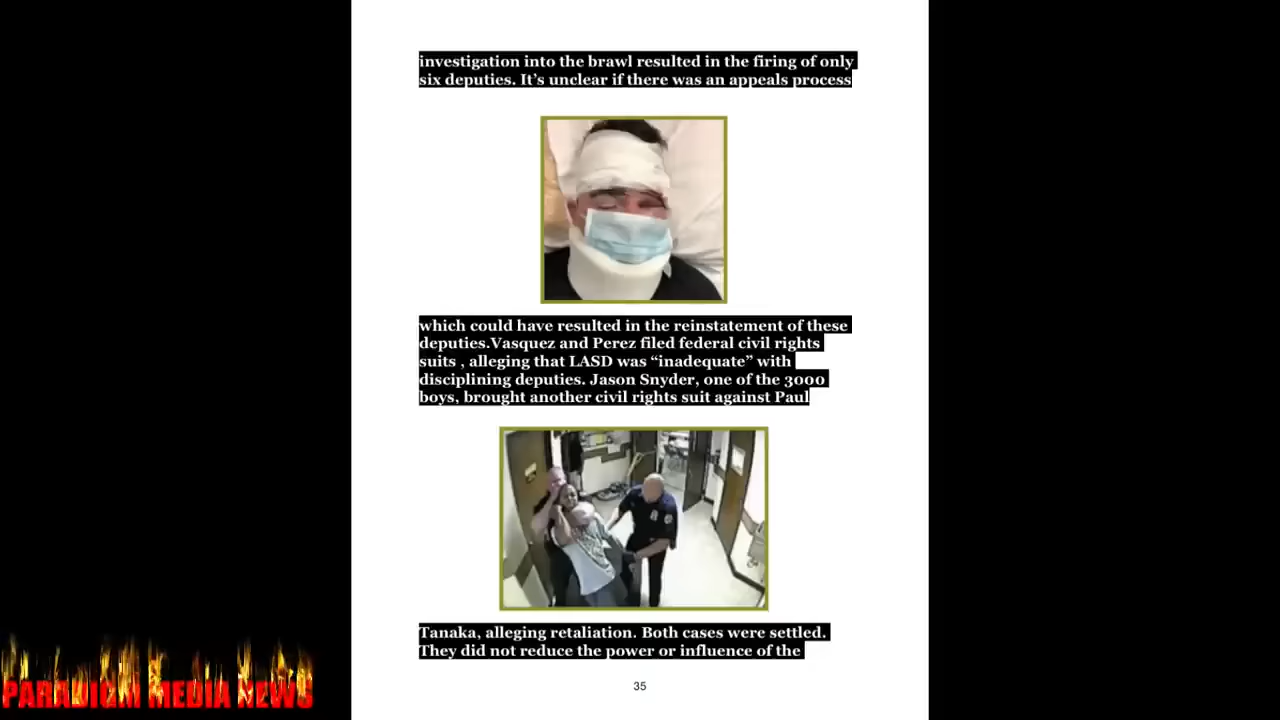 investigation into the brawl resulted in the firing of only
six deputies. It’s unclear if there was an appeals process
which could have resulted in the reinstatement of these
deputies.Vasquez and Perez filed federal civil rights
suits , alleging that LASD was “inadequate” with
disciplining deputies. Jason Snyder, one of the 3000
boys, brought another civil rights suit against Paul
Tanaka, alleging retaliation. Both cases were settled.
They did not reduce the power or influence of the
35
PARADIGM MEDIA NEWS